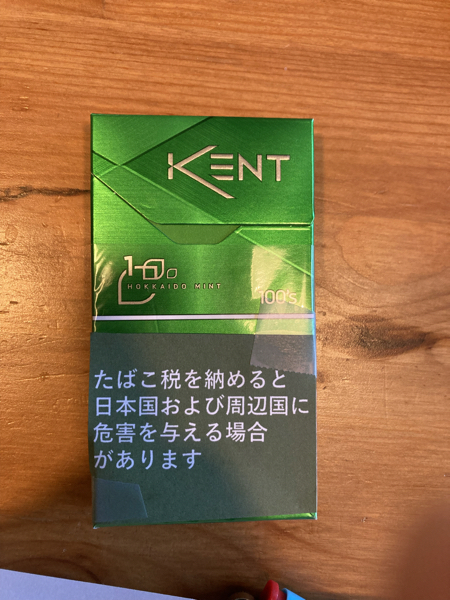 KENT
HOKKAIDO MINT
100's
たばこ税を納めると
日本国および周辺国に
危害を与える場合
があります